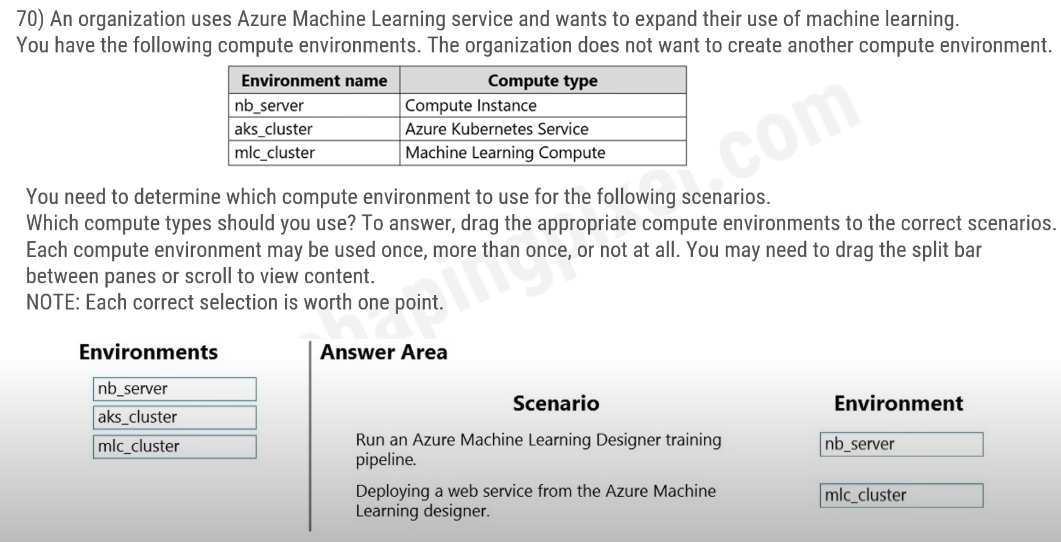 70) An organization uses Azure Machine Learning service and wants to expand their use of machine learning.
You have the following compute environments. The organization does not want to create another compute environment.
Environment name Compute type
nb_server Compute Instance
aks_cluster Azure Kubernetes Service
mlc_cluster Machine Learning Compute
You need to determine which compute environment to use for the following scenarios.
Which compute types should you use? To answer, drag the appropriate compute environments to the correct scenarios.
Each compute environment may be used once, more than once, or not at all. You may need to drag the split bar
between panes or scroll to view content.
NOTE: Each correct selection is worth one point.
Environments
nb_server
aks_cluster
mlc_cluster
Answer Area
Scenario Environment
Run an Azure Machine Learning Designer training
pipeline.
nb_server
Deploying a web service from the Azure Machine
Learning designer.
mlc_cluster